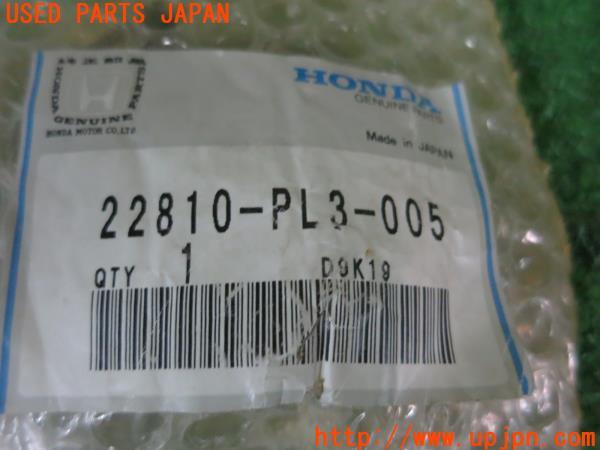 USED PARTS JAPAN
HONDA
GENUINE PARTS
HONDA
GENUINE
PARTS
HONDA MOTOR CO.,LTD
Made in JAPAN
22810-PL3-005
QTY 1 D9K19
http://www.upjpn.com